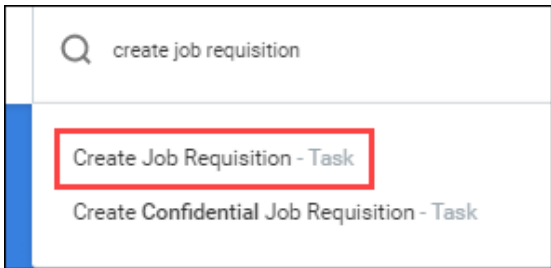 create job requisition
Create Job Requisition - Task
Create Confidential Job Requisition - Task